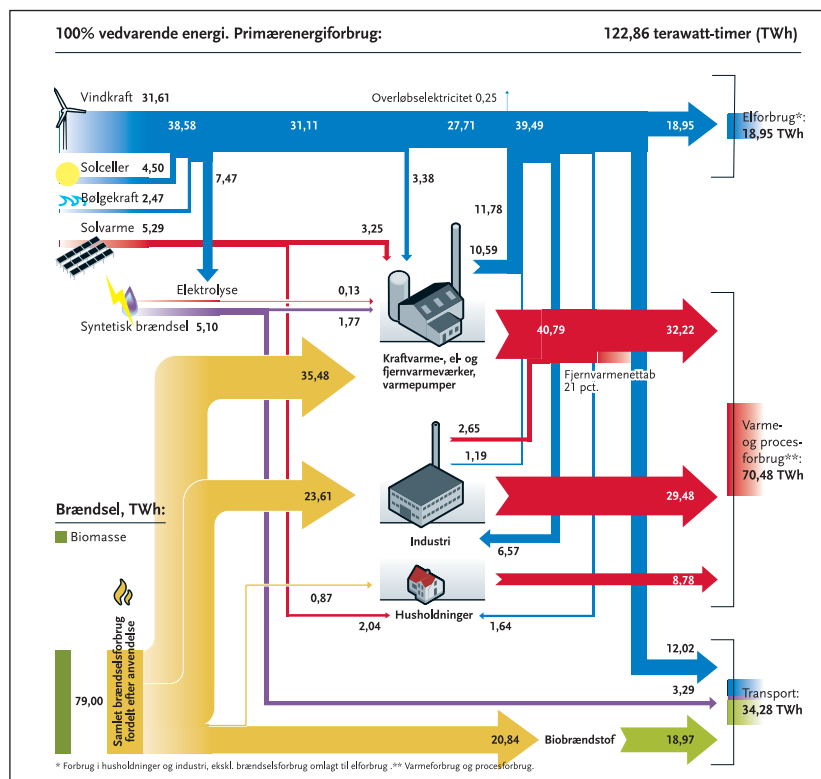 100% vedvarende energi. Primærenergiforbrug: 122,86 terawatt-timer (TWh)
Vindkraft 31,61
Overløbselektricitet 0,25
38,58 31,11 27,71 39,49 18,95
Elforbrug*:
18,95 TWh
Solceller
4,50
7,47
3,38
Bølgekraft
2,47
11,78
Solvarme
5,29
3,25
10,59
Elektrolyse
0,13
Syntetisk brændsel 5,10
1,77
40,79 32,22
Kraftvarme-, el- og
fjernvarmeværker,
varmepumper
Fjernvarmenettab
21 pct.
35,48
Varme-
og proces-
forbrug**:
70,48 TWh
2,65
1,19
23,61
29,48
Brændsel, TWh:
Biomasse
Industri
6,57
0,87
8,78
Husholdninger
2,04
1,64
Samlet brændselsforbrug
fordelt efter anvendelse
79,00
12,02
3,29
Transport:
34,28 TWh
20,84
Biobrændstof
18,97
* Forbrug i husholdninger og industri, ekskl. brændselsforbrug omlagt til elforbrug .** Varmeforbrug og procesforbrug.